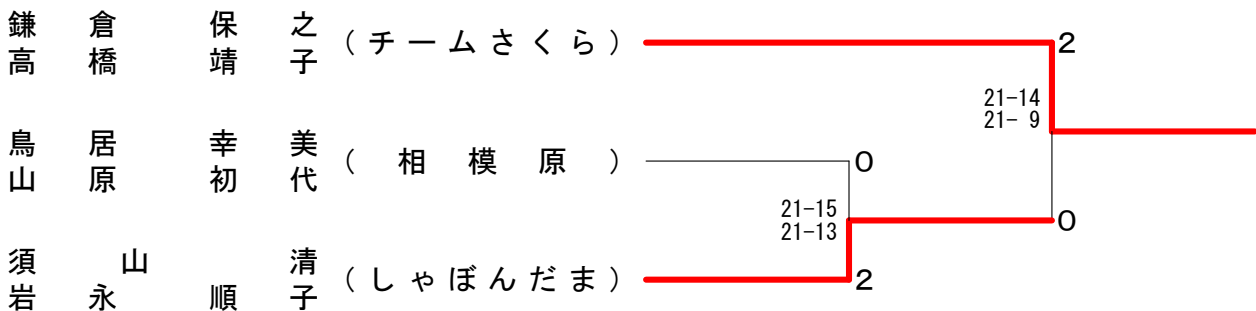 鎌倉保之
高橋靖子
(チームさくら)
2
21-14
21- 9
鳥居幸美
山原初代
(相模原)
0
21-15
21-13
0
須山清
岩永順子
(しゃぼんだま)
2